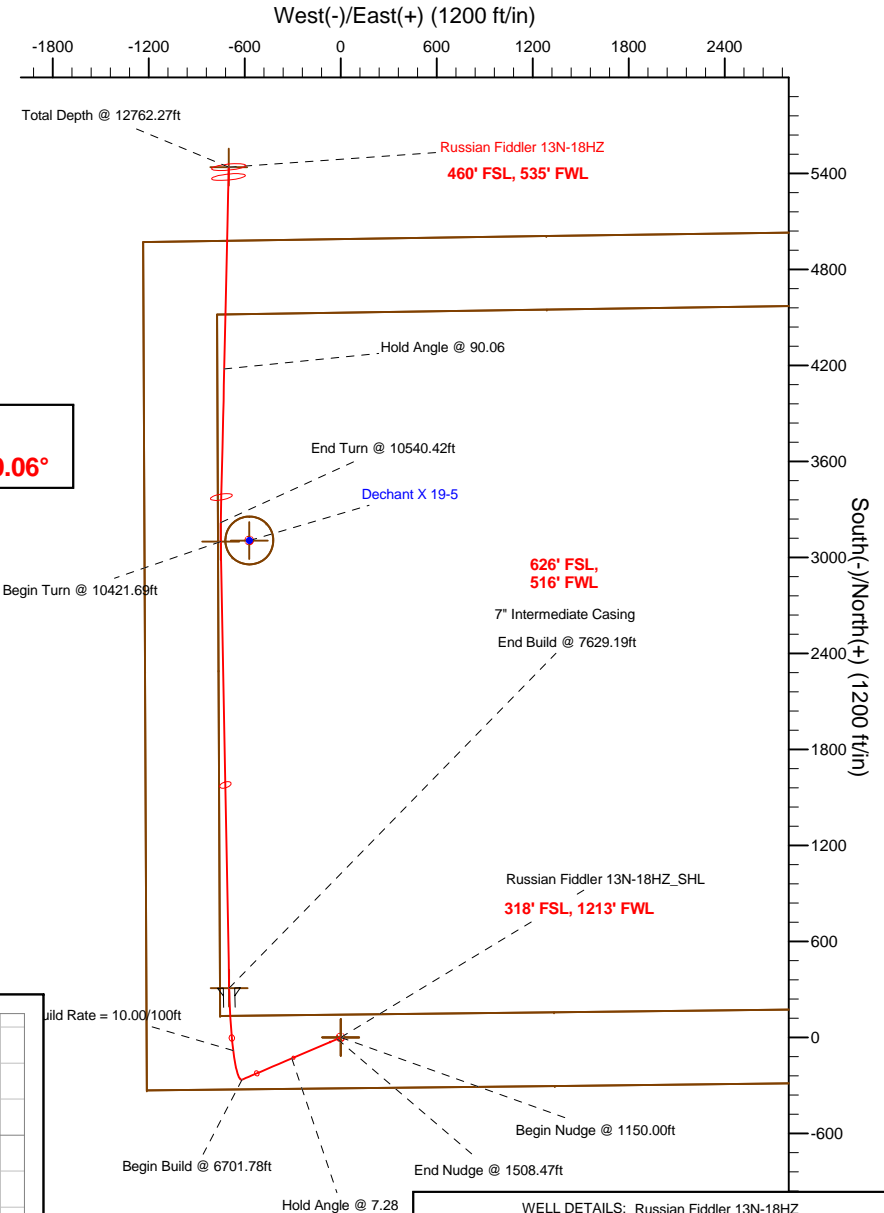 West(-)/East(+) (1200 ft/in)
-1800 -1200 -600 0 600 1200 1800 2400
Total Depth @ 12762.27ft
Russian Fiddler 13N-18HZ
460' FSL, 535' FWL
5400
4800
Hold Angle @ 90.06
4200
.06°
End Turn @ 10540.42ft
3600
Dechant X 19-5
South(-)/North(+) (1200 ft/in)
3000
626' FSL,
516' FWL
Begin Turn @ 10421.69ft
7" Intermediate Casing
End Build @ 7629.19ft
2400
1800
1200
Russian Fiddler 13N-18HZ_SHL
318' FSL, 1213' FWL
600
uild Rate = 10.00/100ft
0
Begin Nudge @ 1150.00ft
-600
Begin Build @ 6701.78ft
End Nudge @ 1508.47ft
Hold Angle @ 7.28
WELL DETAILS: Russian Fiddler 13N-18HZ